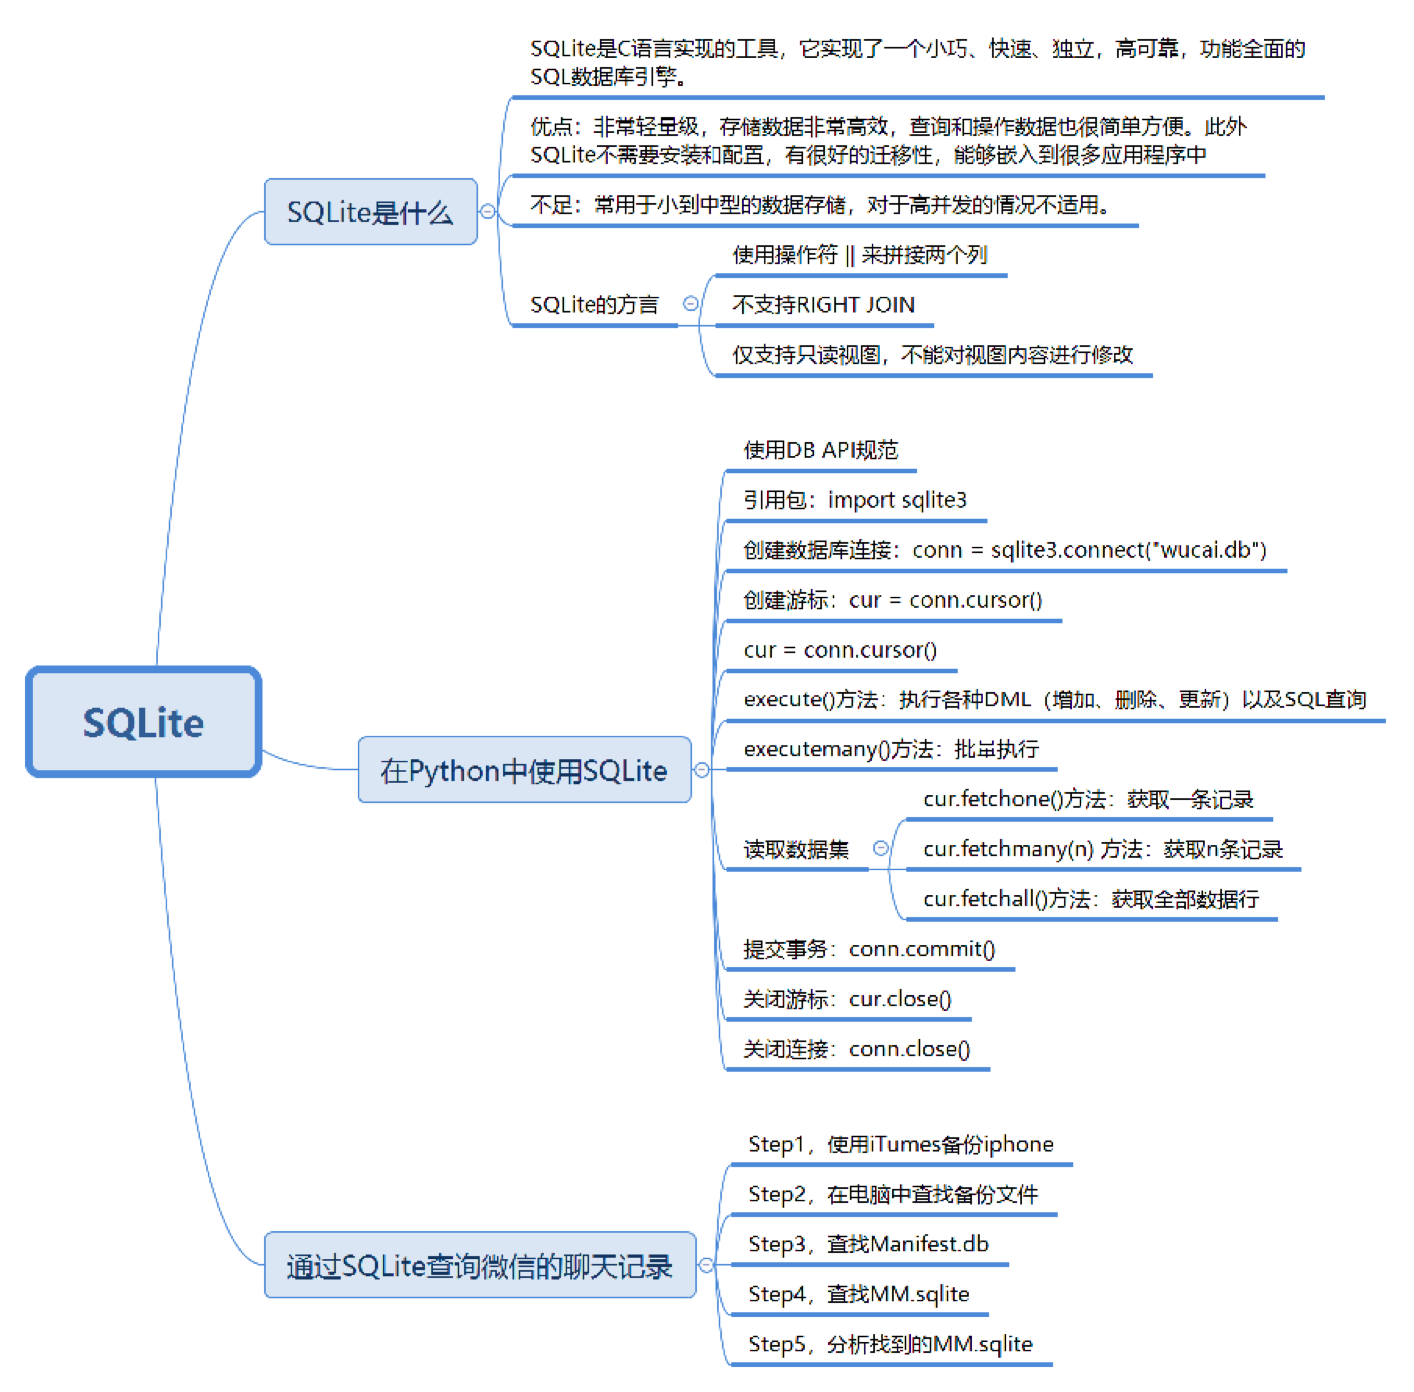 SQLite是C语言实现的工具，它实现了一个小巧、快速、独立，高可靠，功能全面的
SQL数据库引擎。
优点：非常轻量级，存储数据非常高效，查询和操作数据也很简单方便。此外
SQLite不需要安装和配置，有很好的迁移性，能够嵌入到很多应用程序中
SQLite是什么
不足：常用于小到中型的数据存储，对于高并发的情况不适用。
SQLite的方言
使用操作符 || 来拼接两个列
不支持RIGHT JOIN
仅支持只读视图，不能对视图内容进行修改
SQLite
在Python中使用SQLite
使用DB API规范
引用包：import sqlite3
创建数据库连接：conn = sqlite3.connect("wucai.db")
创建游标：cur = conn.cursor()
cur = conn.cursor()
execute()方法：执行各种DML（增加、删除、更新）以及SQL查询
executemany()方法：批量执行
读取数据集
cur.fetchone()方法：获取一条记录
cur.fetchmany(n) 方法：获取n条记录
cur.fetchall()方法：获取全部数据行
提交事务：conn.commit()
关闭游标：cur.close()
关闭连接：conn.close()
通过SQLite查询微信的聊天记录
Step1，使用iTumes备份iphone
Step2，在电脑中查找备份文件
Step3，查找Manifest.db
Step4，查找MM.sqlite
Step5，分析找到的MM.sqlite